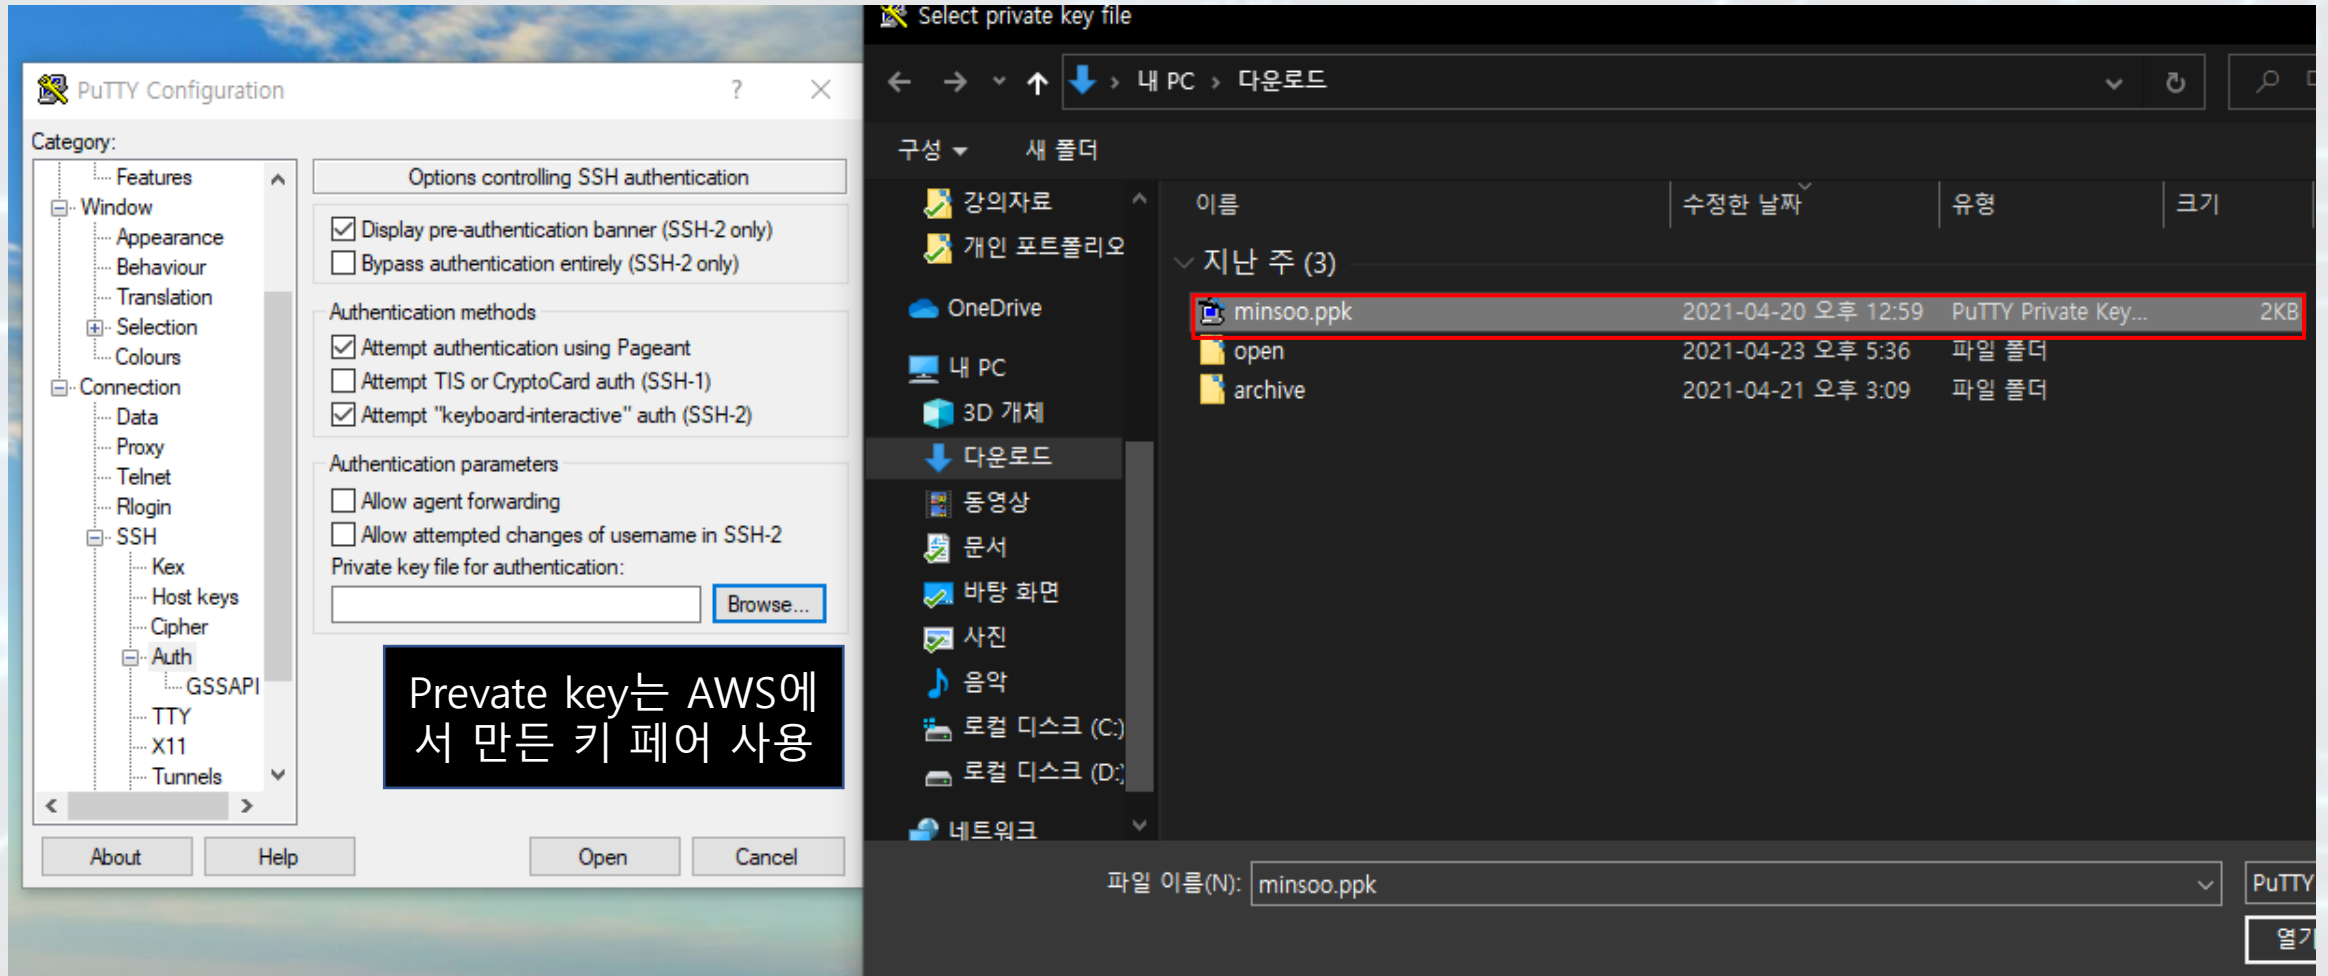 PuTTY Configuration
?
Category:
Features
Window
Appearance
Behaviour
Translation
Selection
Colours
Connection
Data
Proxy
Telnet
Rlogin
SSH
Kex
Host keys
Cipher
Auth
GSSAPI
TTY
X11
Tunnels
Options controlling SSH authentication
Display pre-authentication banner (SSH-2 only)
Bypass authentication entirely (SSH-2 only)
Authentication methods
Attempt authentication using Pageant
Attempt TIS or CryptoCard auth (SSH-1)
Attempt "keyboard-interactive" auth (SSH-2)
Authentication parameters
Allow agent forwarding
Allow attempted changes of username in SSH-2
Private key file for authentication:
Browse...
Prevate key는 AWS에
서 만든 키 페어 사용
About Help Open Cancel
Select private key file
내 PC 다운로드
구성 새 폴더
강의자료
개인 포트폴리오
OneDrive
내 PC
3D 개체
다운로드
동영상
문서
바탕 화면
사진
음악
로컬 디스크 (C:)
로컬 디스크 (D:)
네트워크
이름 수정한 날짜 유형 크기
지난 주 (3)
minsoo.ppk 2021-04-20 오후 12:59 PuTTY Private Key... 2KB
open 2021-04-23 오후 5:36 파일 폴더
archive 2021-04-21 오후 3:09 파일 폴더
파일 이름(N): minsoo.ppk PuTTY
열기